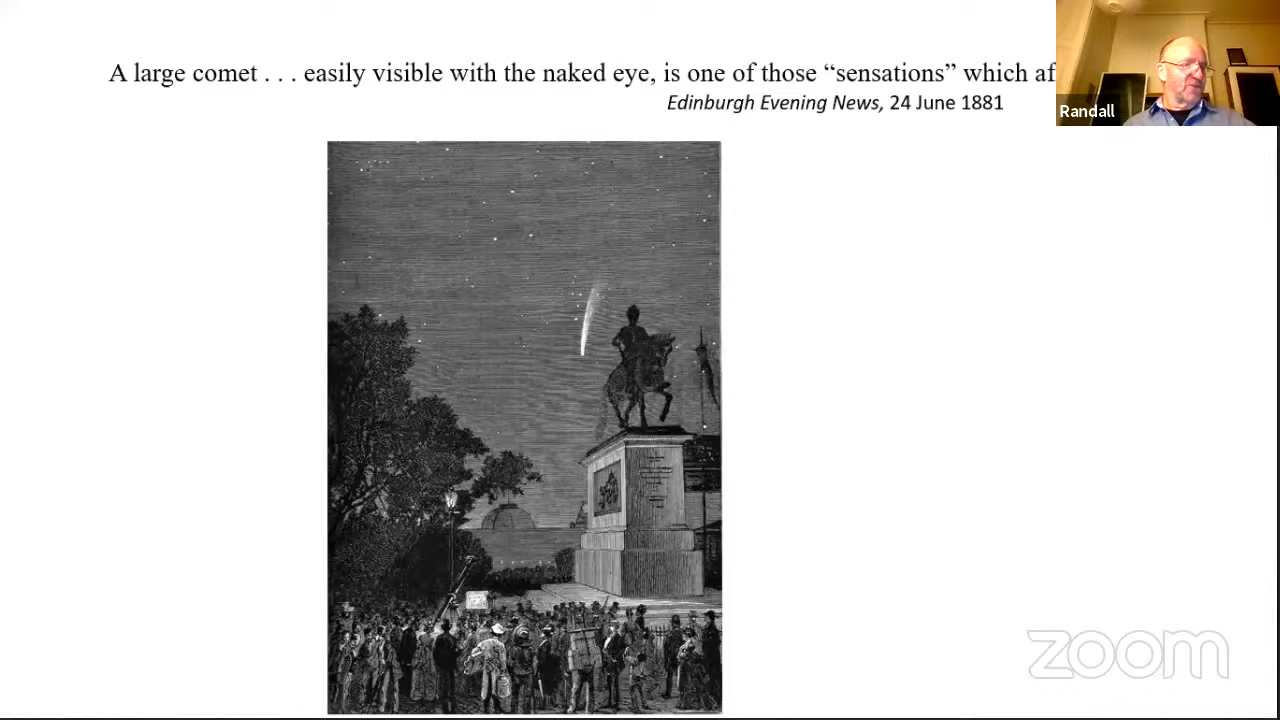 A large comet . . . easily visible with the naked eye, is one of those “sensations” which af
Edinburgh Evening News, 24 June 1881
Randall
zoom